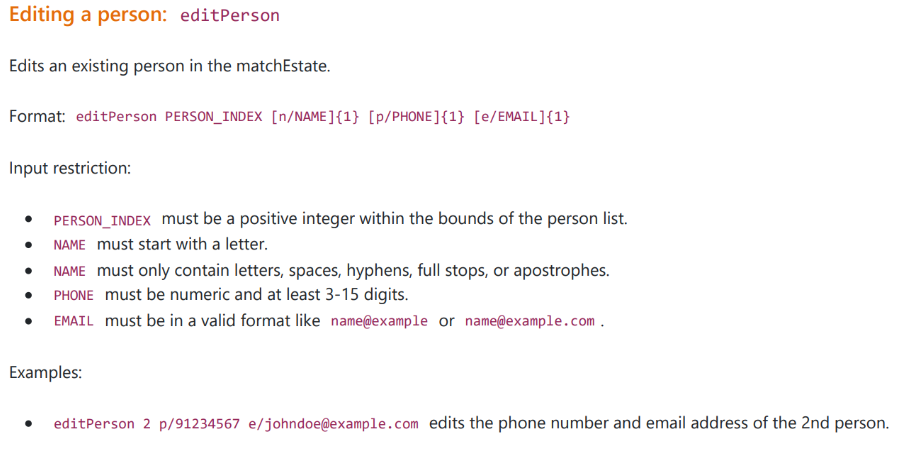 Editing a person: editPerson
Edits an existing person in the matchEstate.
Format: editPerson PERSON_INDEX [n/NAME]{1} [p/PHONE]{1} [e/EMAIL]{1}
Input restriction:
• PERSON_INDEX must be a positive integer within the bounds of the person list.
• NAME must start with a letter.
• NAME must only contain letters, spaces, hyphens, full stops, or apostrophes.
• PHONE must be numeric and at least 3-15 digits.
• EMAIL must be in a valid format like name@example or name@example.com .
Examples:
• editPerson 2 p/91234567 e/johndoe@example.com edits the phone number and email address of the 2nd person.